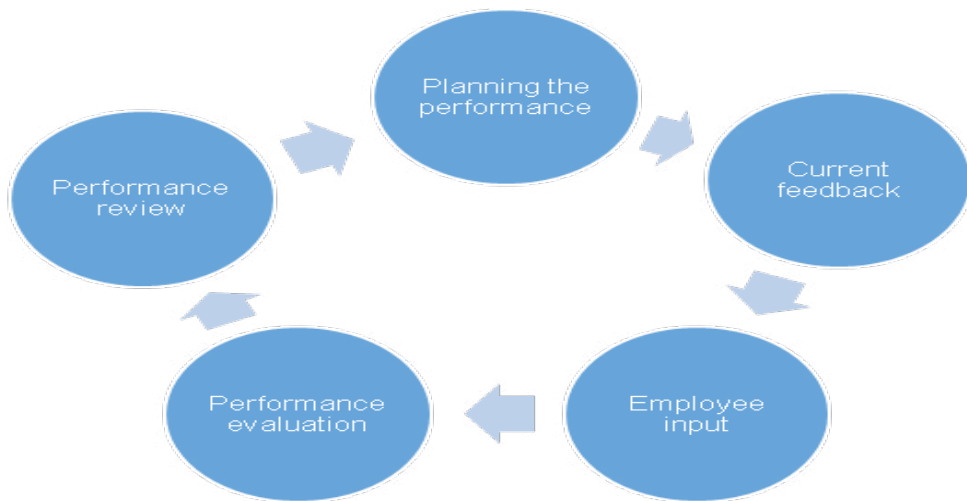 Planning the
performance
Current
feedback
Employee
input
Performance
evaluation
Performance
review